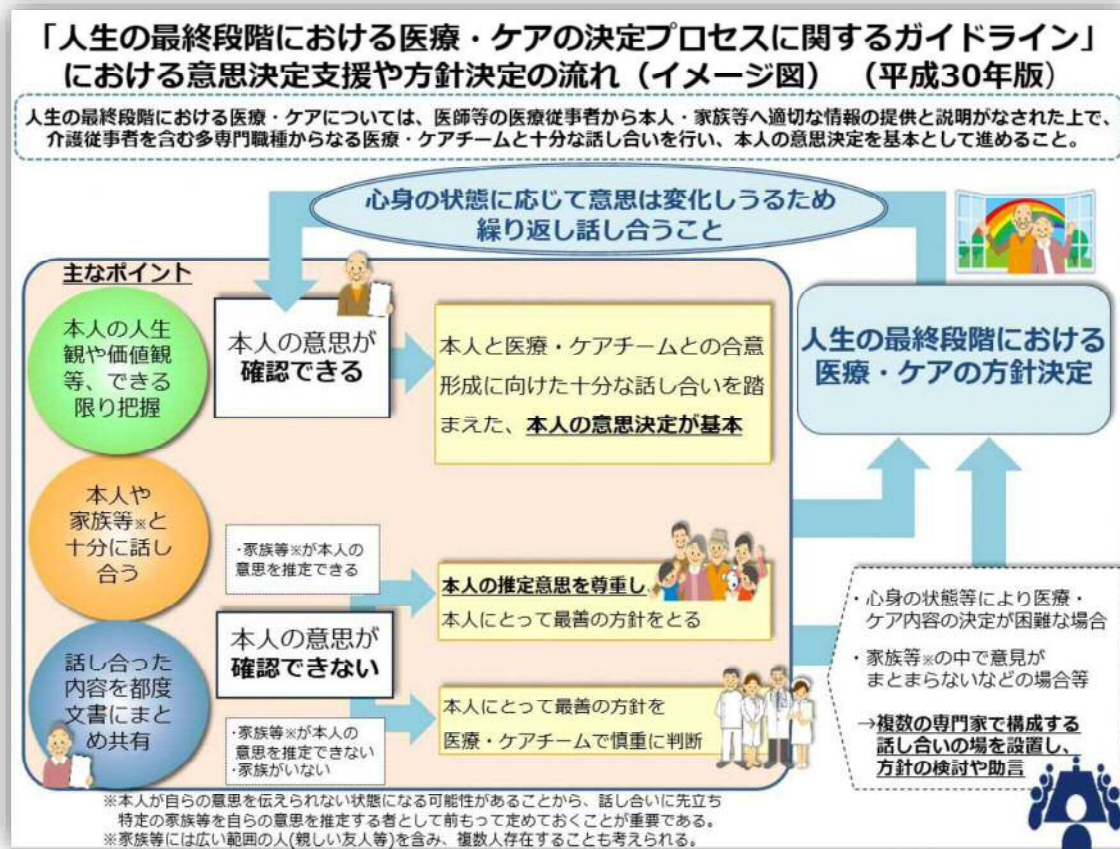 「人生の最終段階における医療・ケアの決定プロセスに関するガイドライン」
における意思決定支援や方針決定の流れ（イメージ図）　（平成30年版）
人生の最終段階における医療・ケアについては、医師等の医療従事者から本人・家族等へ適切な情報の提供と説明がなされた上で、
介護従事者を含む多専門職種からなる医療・ケアチームと十分な話し合いを行い、本人の意思決定を基本として進めること。
心身の状態に応じて意思は変化しうるため
繰り返し話し合うこと
主なポイント
本人の人生
観や価値観
等、できる
限り把握
本人や
家族等※と
十分に話し
合う
話し合った
内容を都度
文書にまと
め共有
本人の意思が
確認できる
本人と医療・ケアチームとの合意
形成に向けた十分な話し合いを踏
まえた、本人の意思決定が基本
人生の最終段階における
医療・ケアの方針決定
・家族等※が本人の
意思を推定できる
本人の意思が
確認できない
・家族等※が本人の
意思を推定できない
・家族がいない
本人の推定意思を尊重し
本人にとって最善の方針をとる
本人にとって最善の方針を
医療・ケアチームで慎重に判断
・心身の状態等により医療・
ケア内容の決定が困難な場合
・家族等※の中で意見が
まとまらないなどの場合等
→複数の専門家で構成する
話し合いの場を設置し、
方針の検討や助言
※本人が自らの意思を伝えられない状態になる可能性があることから、話し合いに先立ち
特定の家族等を自らの意思を推定する者として前もって定めておくことが重要である。
※家族等には広い範囲の人(親しい友人等)を含み、複数人存在することも考えられる。